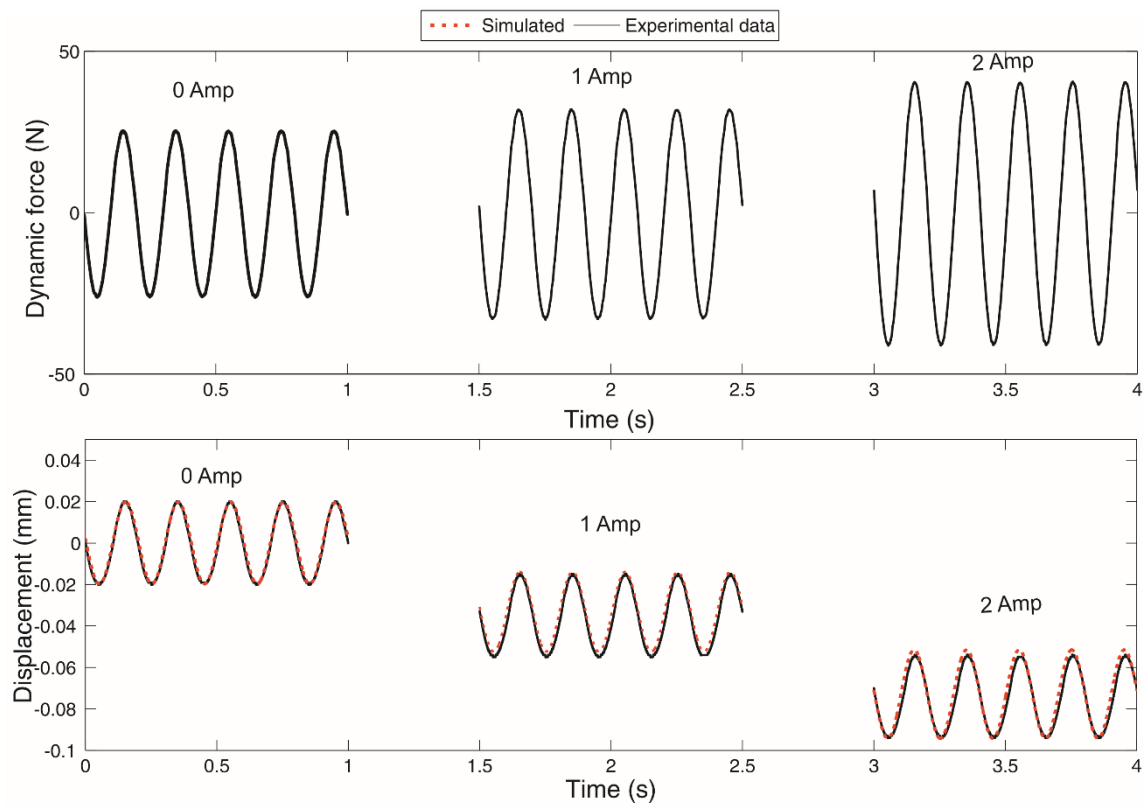 Simulated Experimental data
50
0
-50
Dynamic force (N)
0 Amp
1 Amp
2 Amp
0 0.5 1 1.5 2 2.5 3 3.5 4
Time (s)
0.04
0.02
0
-0.02
-0.04
-0.06
-0.08
-0.1
Displacement (mm)
0 Amp
1 Amp
2 Amp
0 0.5 1 1.5 2 2.5 3 3.5 4
Time (s)